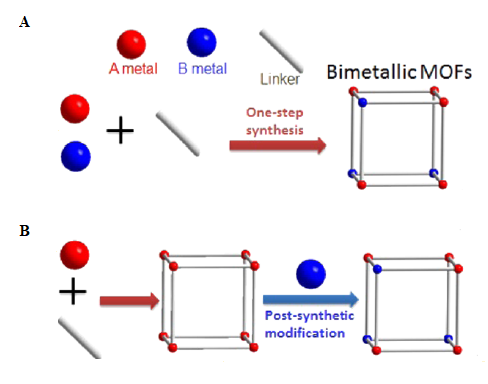 A
A metal
B metal
Linker
Bimetallic MOFs
One-step
synthesis
B
Post-synthetic
modification